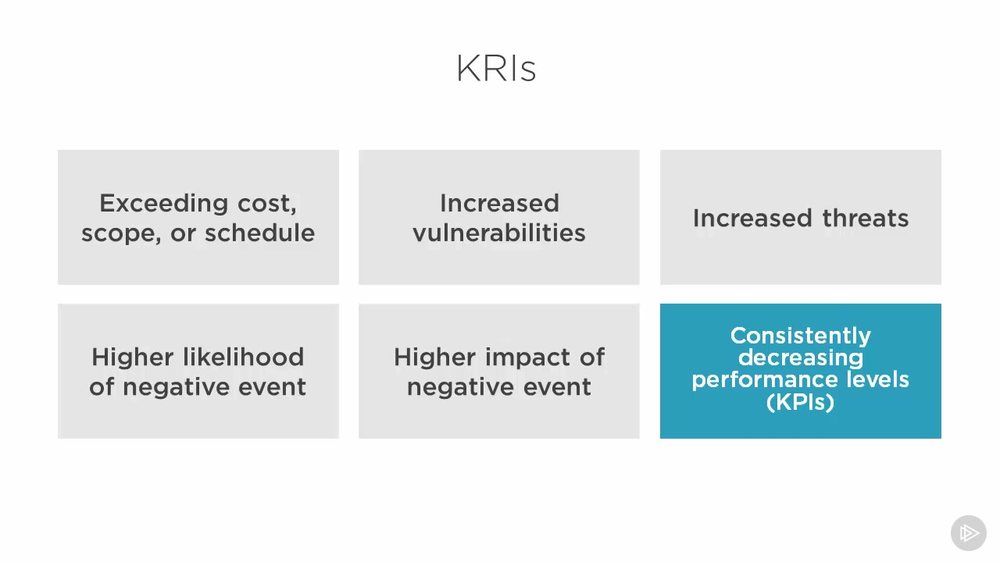 KRIs
Exceeding cost,
scope, or schedule
Increased
vulnerabilities
Increased threats
Higher likelihood
of negative event
Higher impact of
negative event
Consistently
decreasing
performance levels
(KPIs)